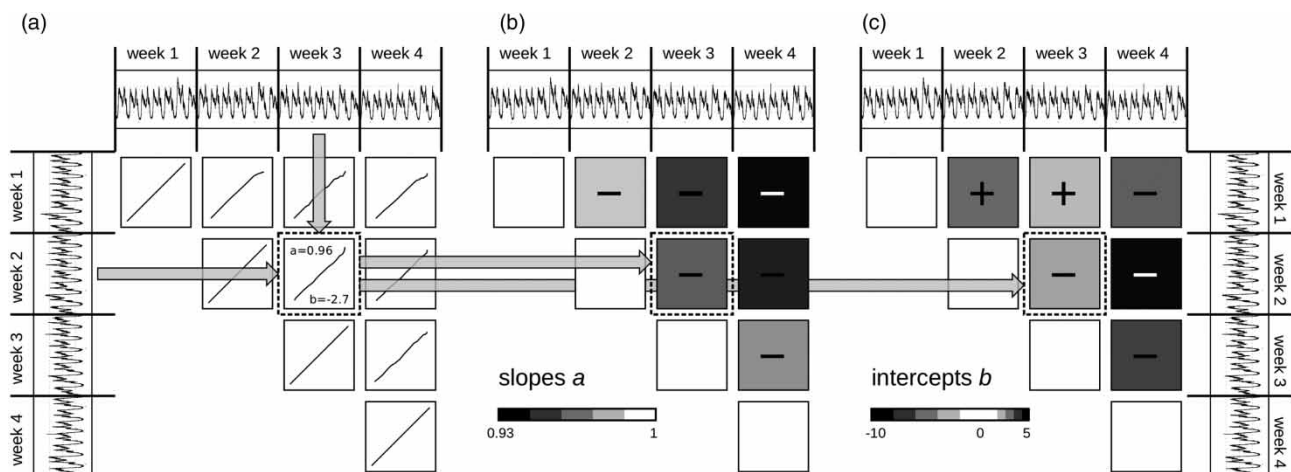 (a)
(b)
(c)
week 1 week 2 week 3 week 4
week 1 week 2 week 3 week 4
week 1 week 2 week 3 week 4
week 1
week 2
week 3
week 4
a=0.96
b=-2.7
− − −
− −
−
slopes a
0.93 1
+ + −
− −
−
intercepts b
-10 0 5
week 1
week 2
week 3
week 4